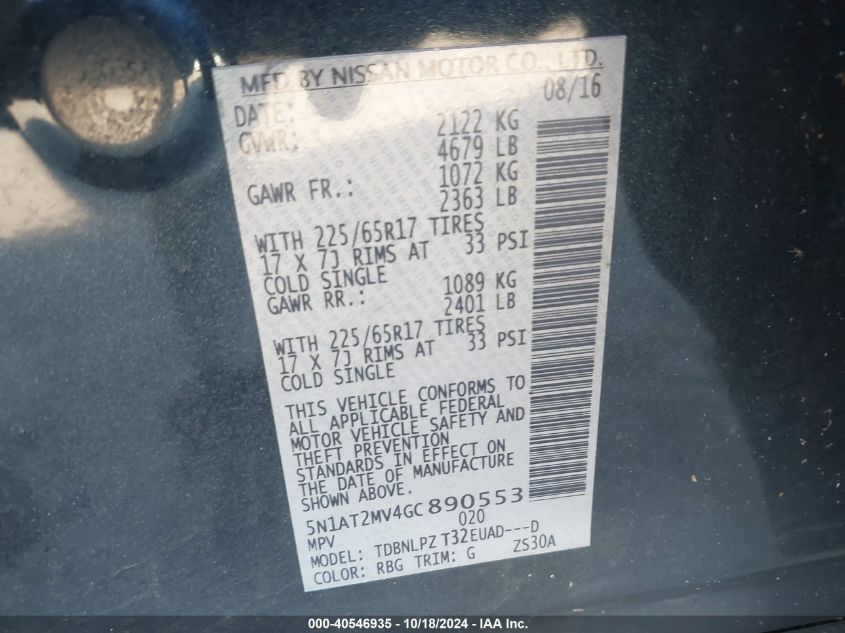 MFD BY NISSAN MOTOR CO., LTD.
DATE: 08/16
GVWR: 2122 KG
4679 LB
GAWR FR.: 1072 KG
2363 LB
WITH 225/65R17 TIRES
17 X 7J RIMS AT 33 PSI
COLD SINGLE
GAWR RR.: 1089 KG
2401 LB
WITH 225/65R17 TIRES
17 X 7J RIMS AT 33 PSI
COLD SINGLE
THIS VEHICLE CONFORMS TO
ALL APPLICABLE FEDERAL
MOTOR VEHICLE SAFETY AND
THEFT PREVENTION
STANDARDS IN EFFECT ON
THE DATE OF MANUFACTURE
SHOWN ABOVE.
5N1AT2MV4GC890553
MPV 020
MODEL: TDBNLPZ T32EUAD---D
COLOR: RBG TRIM: G ZS30A
000-40546935 - 10/18/2024 - IAA Inc.